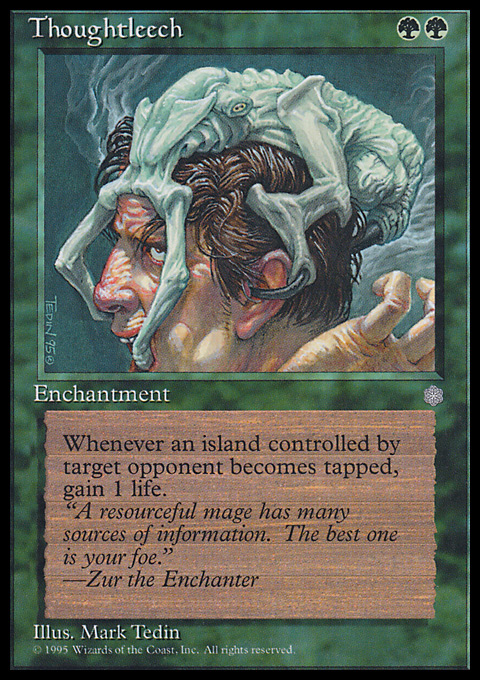 Thoughtleech
TEDIN 95©
Enchantment
Whenever an island controlled by
target opponent becomes tapped,
gain 1 life.
"A resourceful mage has many
sources of information. The best one
is your foe."
—Zur the Enchanter
Illus. Mark Tedin
© 1995 Wizards of the Coast, Inc. All rights reserved.